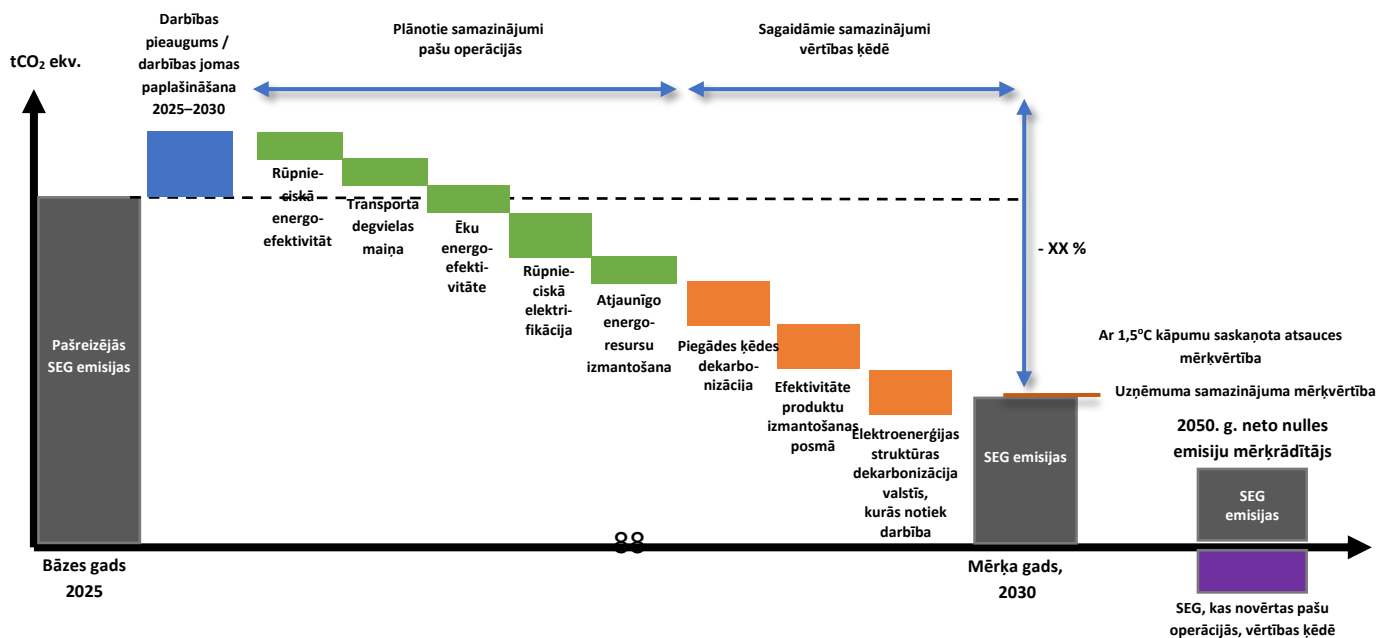 tCO₂ ekv.
Darbības
pieaugums /
darbības jomas
paplašināšana
2025–2030
Plānotie samazinājumi
pašu operācijās
Sagaidāmie samazinājumi
vērtības ķēdē
Pašreizējās
SEG emisijas
Rūpnie-
ciskā
energo-
efektivitāt
Transporta
degvielas
maiņa
Ēku
energo-
efekti-
vitāte
Rūpnie-
ciskā
elektri-
fikācija
Atjaunīgo
energo-
resursu
izmantošana
Piegādes ķēdes
dekarbo-
nizācija
Efektivitāte
produktu
izmantošanas
posmā
Elektroenerģijas
struktūras
dekarbonizācija
valstīs,
kurās notiek
darbība
- XX %
Ar 1,5°C kāpumu saskaņota atsauces
mērķvērtība
Uzņēmuma samazinājuma mērķvērtība
SEG emisijas
2050. g. neto nulles
emisiju mērķrādītājs
SEG
emisijas
Bāzes gads
2025
Mērķa gads,
2030
SEG, kas novērtas pašu
operācijās, vērtības ķēdē